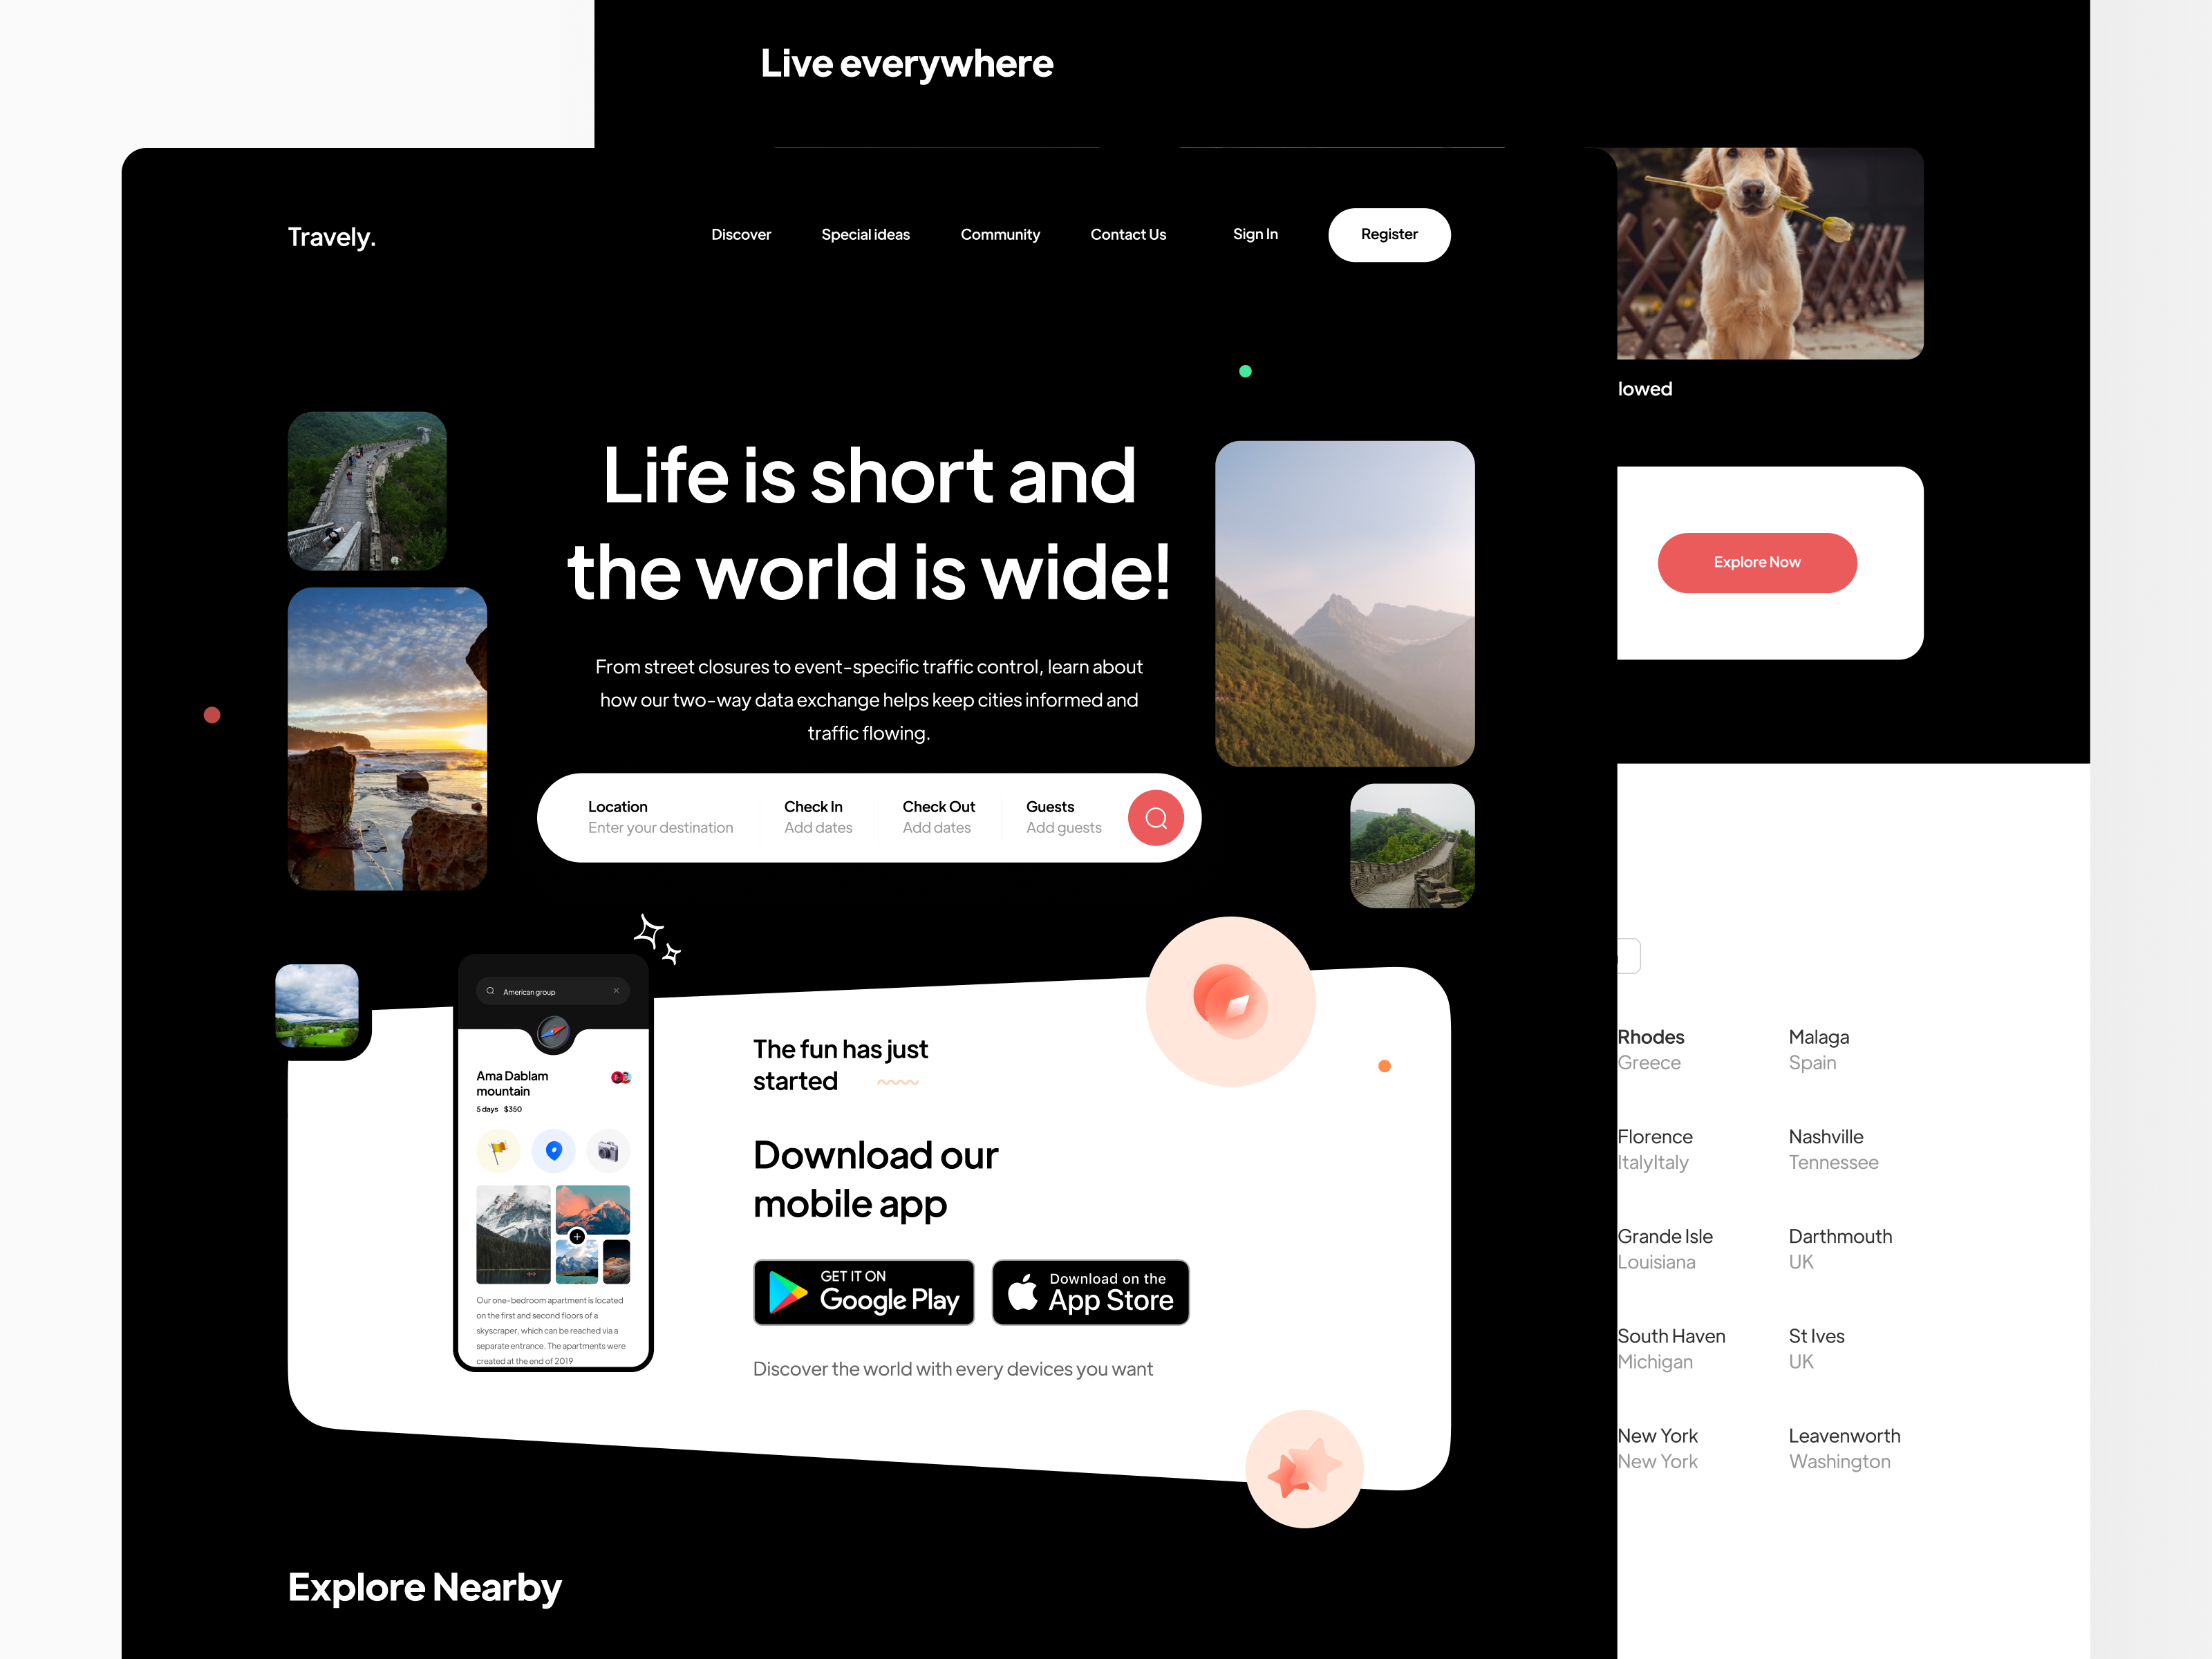 Live everywhere
Travely.
Discover
Special ideas
Community
Contact Us
Sign In
Register
lowed
Explore Now
Life is short and
the world is wide!
From street closures to event-specific traffic control, learn about
how our two-way data exchange helps keep cities informed and
traffic flowing.
Location
Enter your destination
Check In
Add dates
Check Out
Add dates
Guests
Add guests
American group
Ama Dablam
mountain
5 days $350
Our one-bedroom apartment is located
on the first and second floors of a
skyscraper, which can be reached via a
separate entrance. The apartments were
created at the end of 2019
The fun has just
started
Download our
mobile app
GET IT ON
Google Play
Download on the
App Store
Discover the world with every devices you want
Rhodes
Greece
Malaga
Spain
Florence
ItalyItaly
Nashville
Tennessee
Grande Isle
Louisiana
Darthmouth
UK
South Haven
Michigan
St Ives
UK
New York
New York
Leavenworth
Washington
Explore Nearby